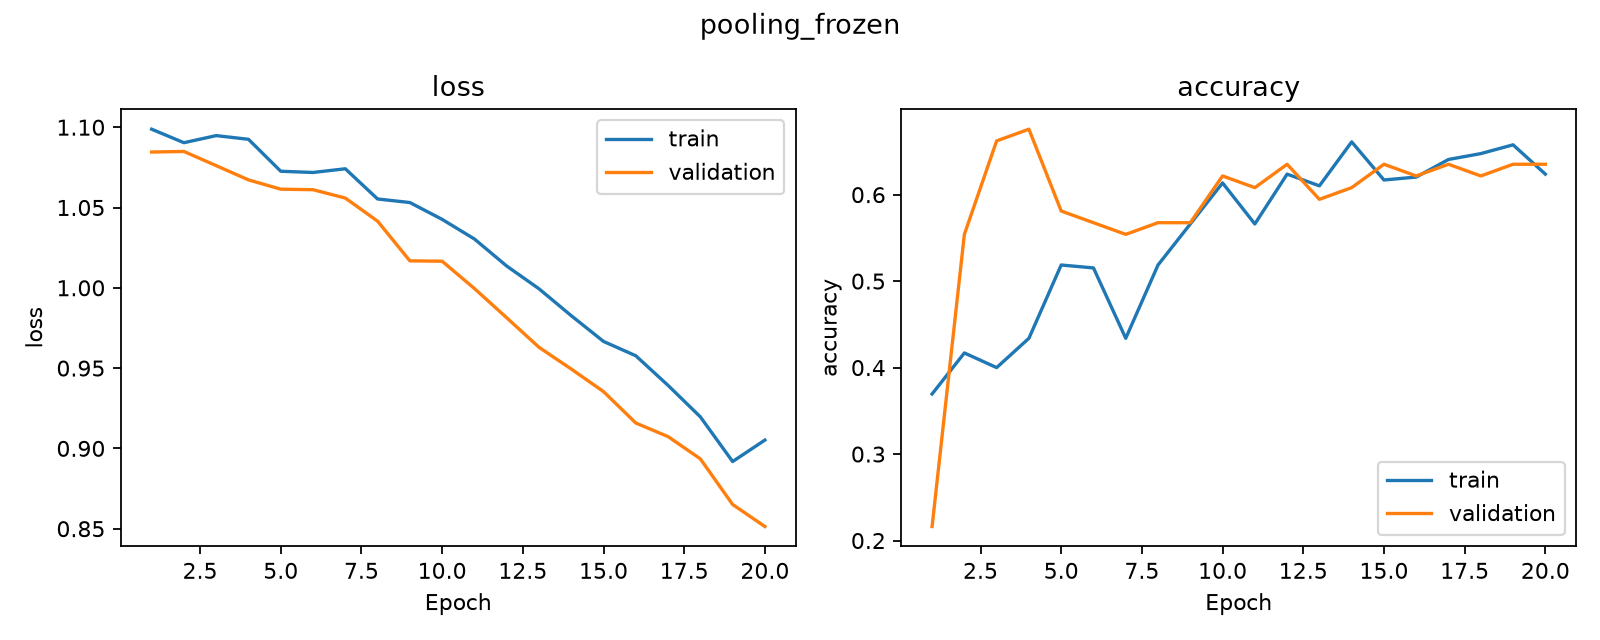 pooling_frozen
loss
1.10
1.05
1.00
0.95
0.90
0.85
loss
train
validation
2.5 5.0 7.5 10.0 12.5 15.0 17.5 20.0
Epoch
accuracy
0.6
0.5
0.4
0.3
0.2
accuracy
train
validation
2.5 5.0 7.5 10.0 12.5 15.0 17.5 20.0
Epoch